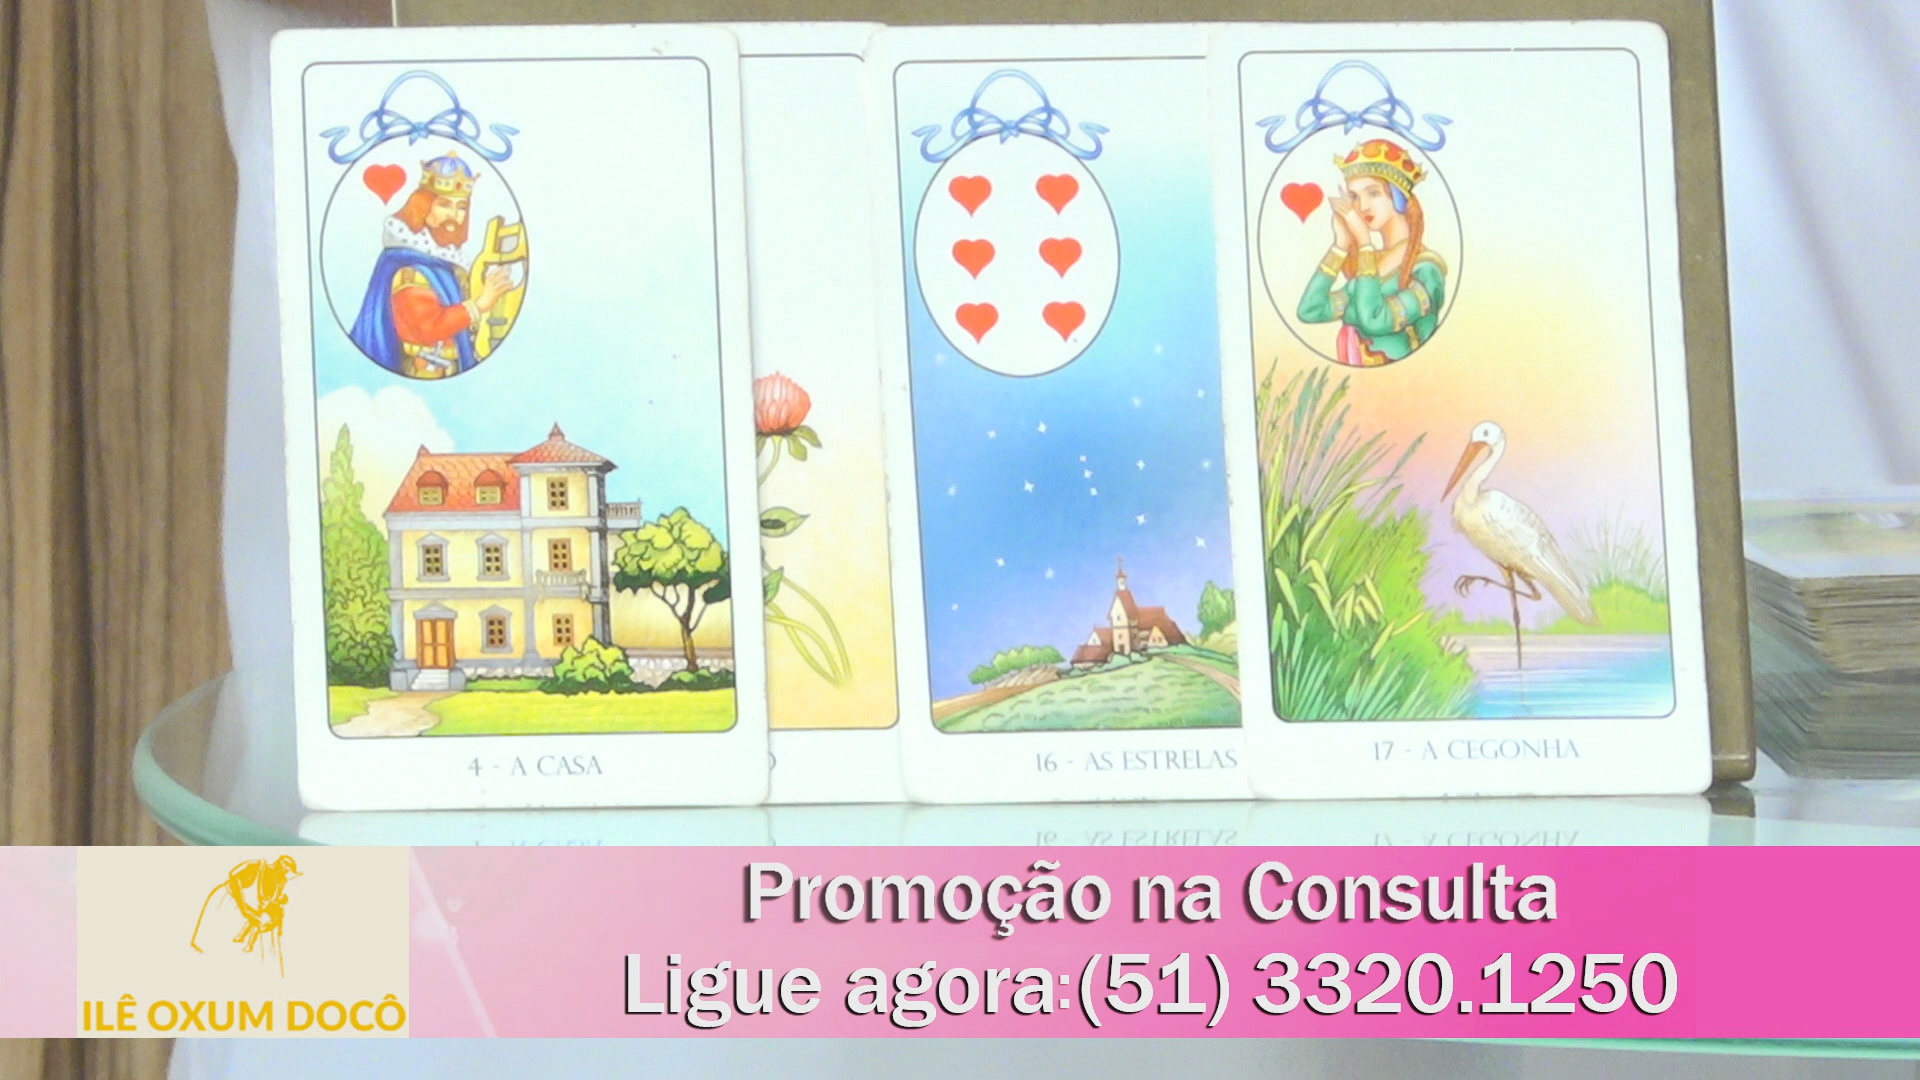 4 - A CASA
16 - AS ESTRELAS
17 - A CEGONHA
Promoção na Consulta
Ligue agora:(51) 3320.1250
ILÊ OXUM DOCÔ